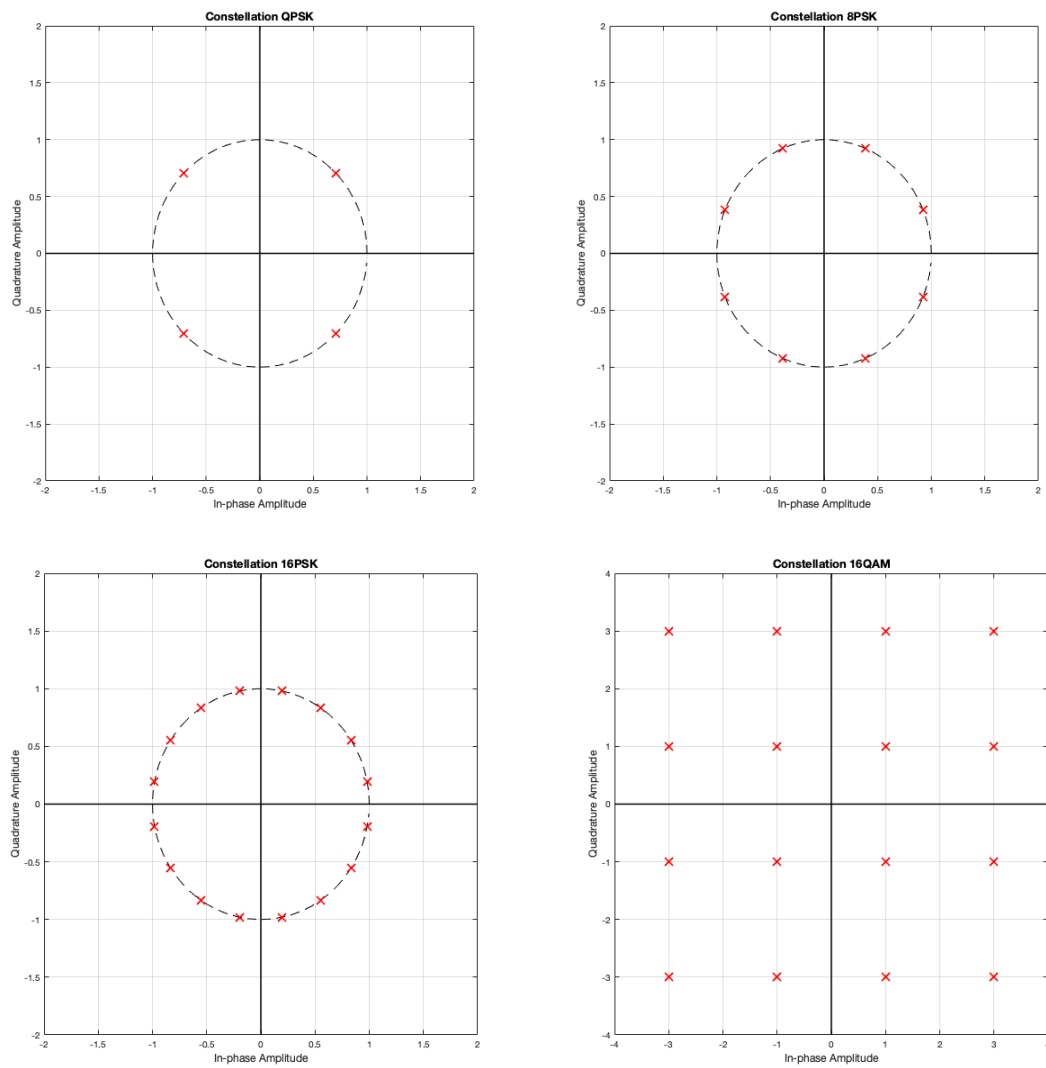 Constellation QPSK
2
1.5
1
0.5
0
-0.5
-1
-1.5
-2
Quadrature Amplitude
-2 -1.5 -1 -0.5 0 0.5 1 1.5 2
In-phase Amplitude
Constellation 8PSK
2
1.5
1
0.5
0
-0.5
-1
-1.5
-2
Quadrature Amplitude
-2 -1.5 -1 -0.5 0 0.5 1 1.5 2
In-phase Amplitude
Constellation 16PSK
2
1.5
1
0.5
0
-0.5
-1
-1.5
-2
Quadrature Amplitude
-2 -1.5 -1 -0.5 0 0.5 1 1.5 2
In-phase Amplitude
Constellation 16QAM
4
3
2
1
0
-1
-2
-3
-4
Quadrature Amplitude
-4 -3 -2 -1 0 1 2 3
In-phase Amplitude